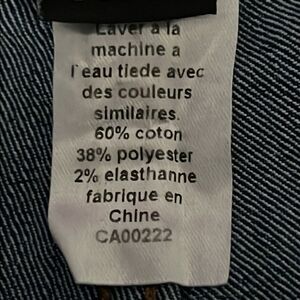 Laver a la
machine a
l'eau tiede avec
des couleurs
similaires.
60% coton
38% polyester
2% elasthanne
fabrique en
Chine
CA00222